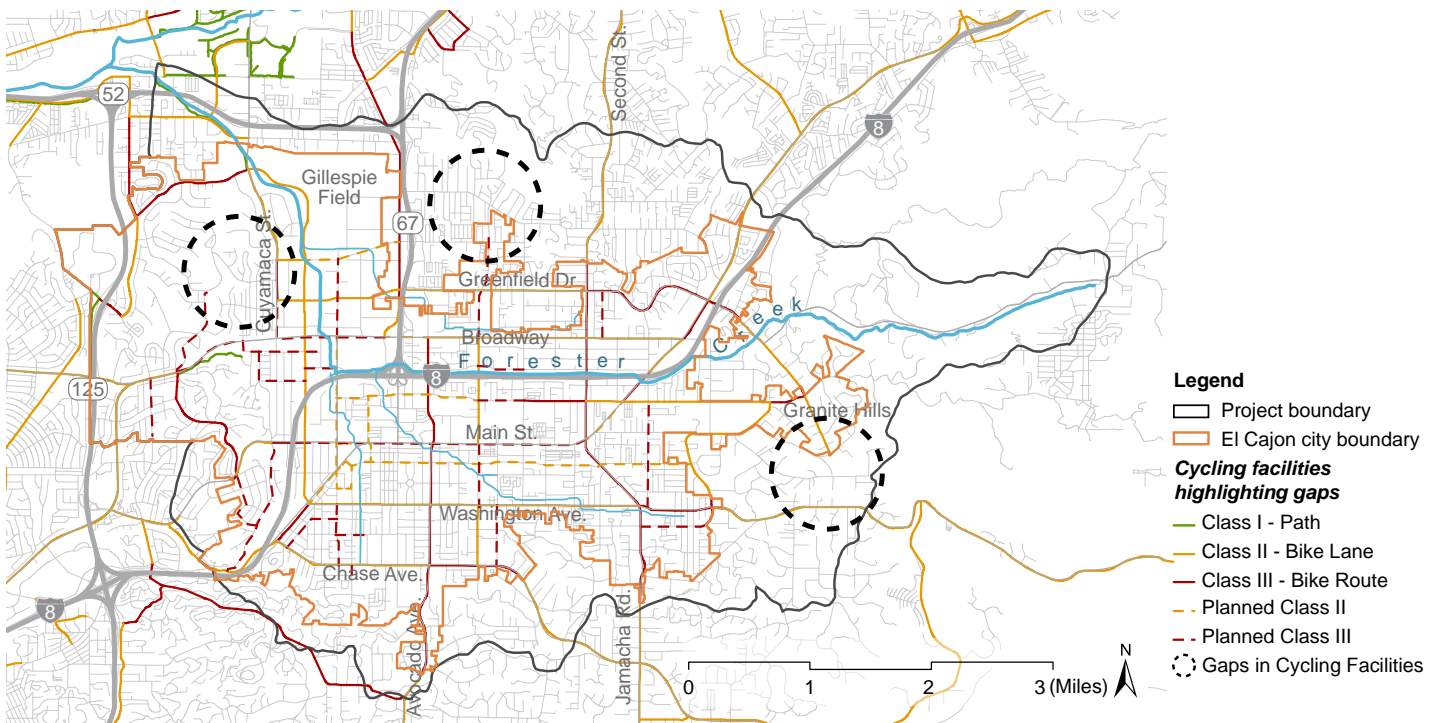 52
Second St.
8
Gillespie
Field
Cuyamaca St.
67
Greenfield Dr
Creek
Broadway
Forester
8
125
Granite Hills
Main St.
Washington Ave.
Chase Ave.
8
Avocado Ave.
Jamacha Rd.
0 1 2 3 (Miles)
N
Legend
Project boundary
El Cajon city boundary
Cycling facilities
highlighting gaps
Class I - Path
Class II - Bike Lane
Class III - Bike Route
Planned Class II
Planned Class III
Gaps in Cycling Facilities